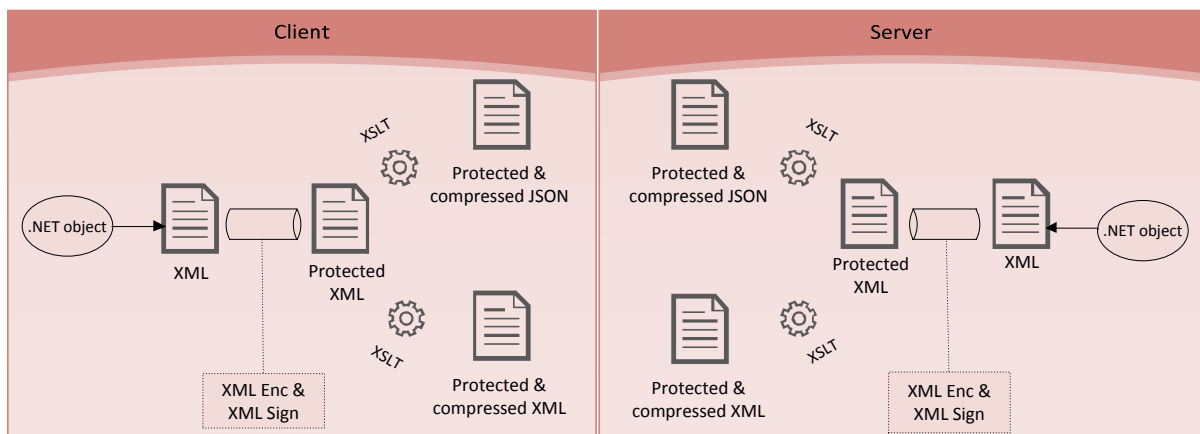 Client
XSLT
Protected &
compressed JSON
.NET object
XML
Protected
XML
XSLT
XML Enc &
XML Sign
Protected &
compressed XML
Server
XSLT
Protected &
compressed JSON
Protected
XML
XML
.NET object
XSLT
Protected &
compressed XML
XML Enc &
XML Sign